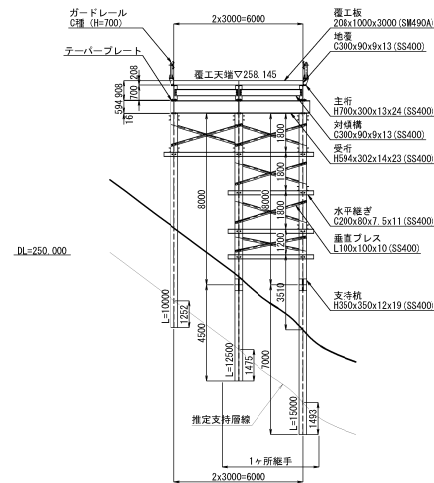 ガードレール
C種 (H=700)
2x3000=6000
覆工板
208x1000x3000 (SM490A)
地覆
C300x90x9x13 (SS400)
テーパープレート
覆工天端▽258.145
208
908
700
594
16
主桁
H700x300x13x24 (SS400)
対傾構
C300x90x9x13 (SS400)
受桁
H594x302x14x23 (SS400)
1800
1800
8000
8000
1800
水平継ぎ
C200x80x7.5x11 (SS400)
垂直ブレス
L100x100x10 (SS400)
1200
DL=250.000
3510
支持杭
H350x350x12x19 (SS400)
L=10000
1252
4500
7000
L=12500
1475
推定支持層線
L=15000
1493
1ヶ所継手
2x3000=6000